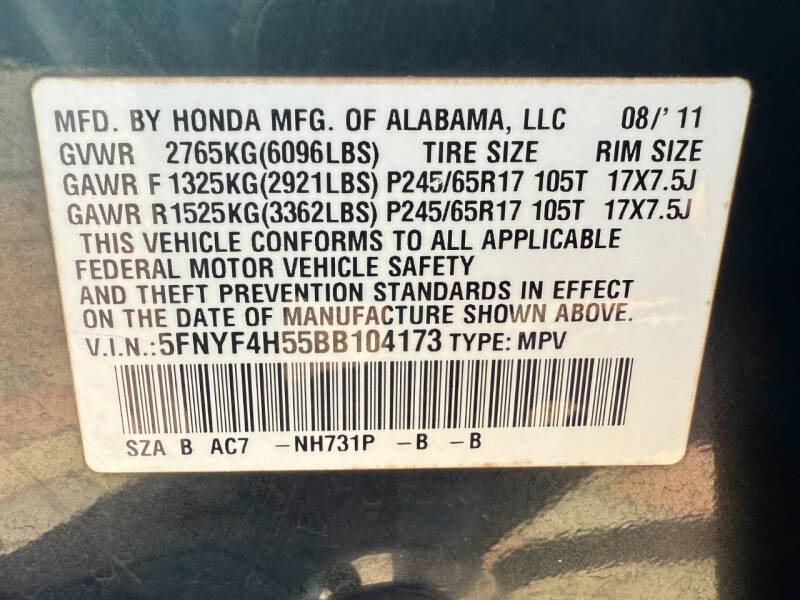 MFD. BY HONDA MFG. OF ALABAMA, LLC 08/'11
GVWR 2765KG(6096LBS) TIRE SIZE RIM SIZE
GAWR F 1325KG(2921LBS) P245/65R17 105T 17X7.5J
GAWR R 1525KG(3362LBS) P245/65R17 105T 17X7.5J
THIS VEHICLE CONFORMS TO ALL APPLICABLE
FEDERAL MOTOR VEHICLE SAFETY
AND THEFT PREVENTION STANDARDS IN EFFECT
ON THE DATE OF MANUFACTURE SHOWN ABOVE.
V.I.N.:5FNYF4H55BB104173 TYPE: MPV
SZA B AC7 -NH731P -B -B